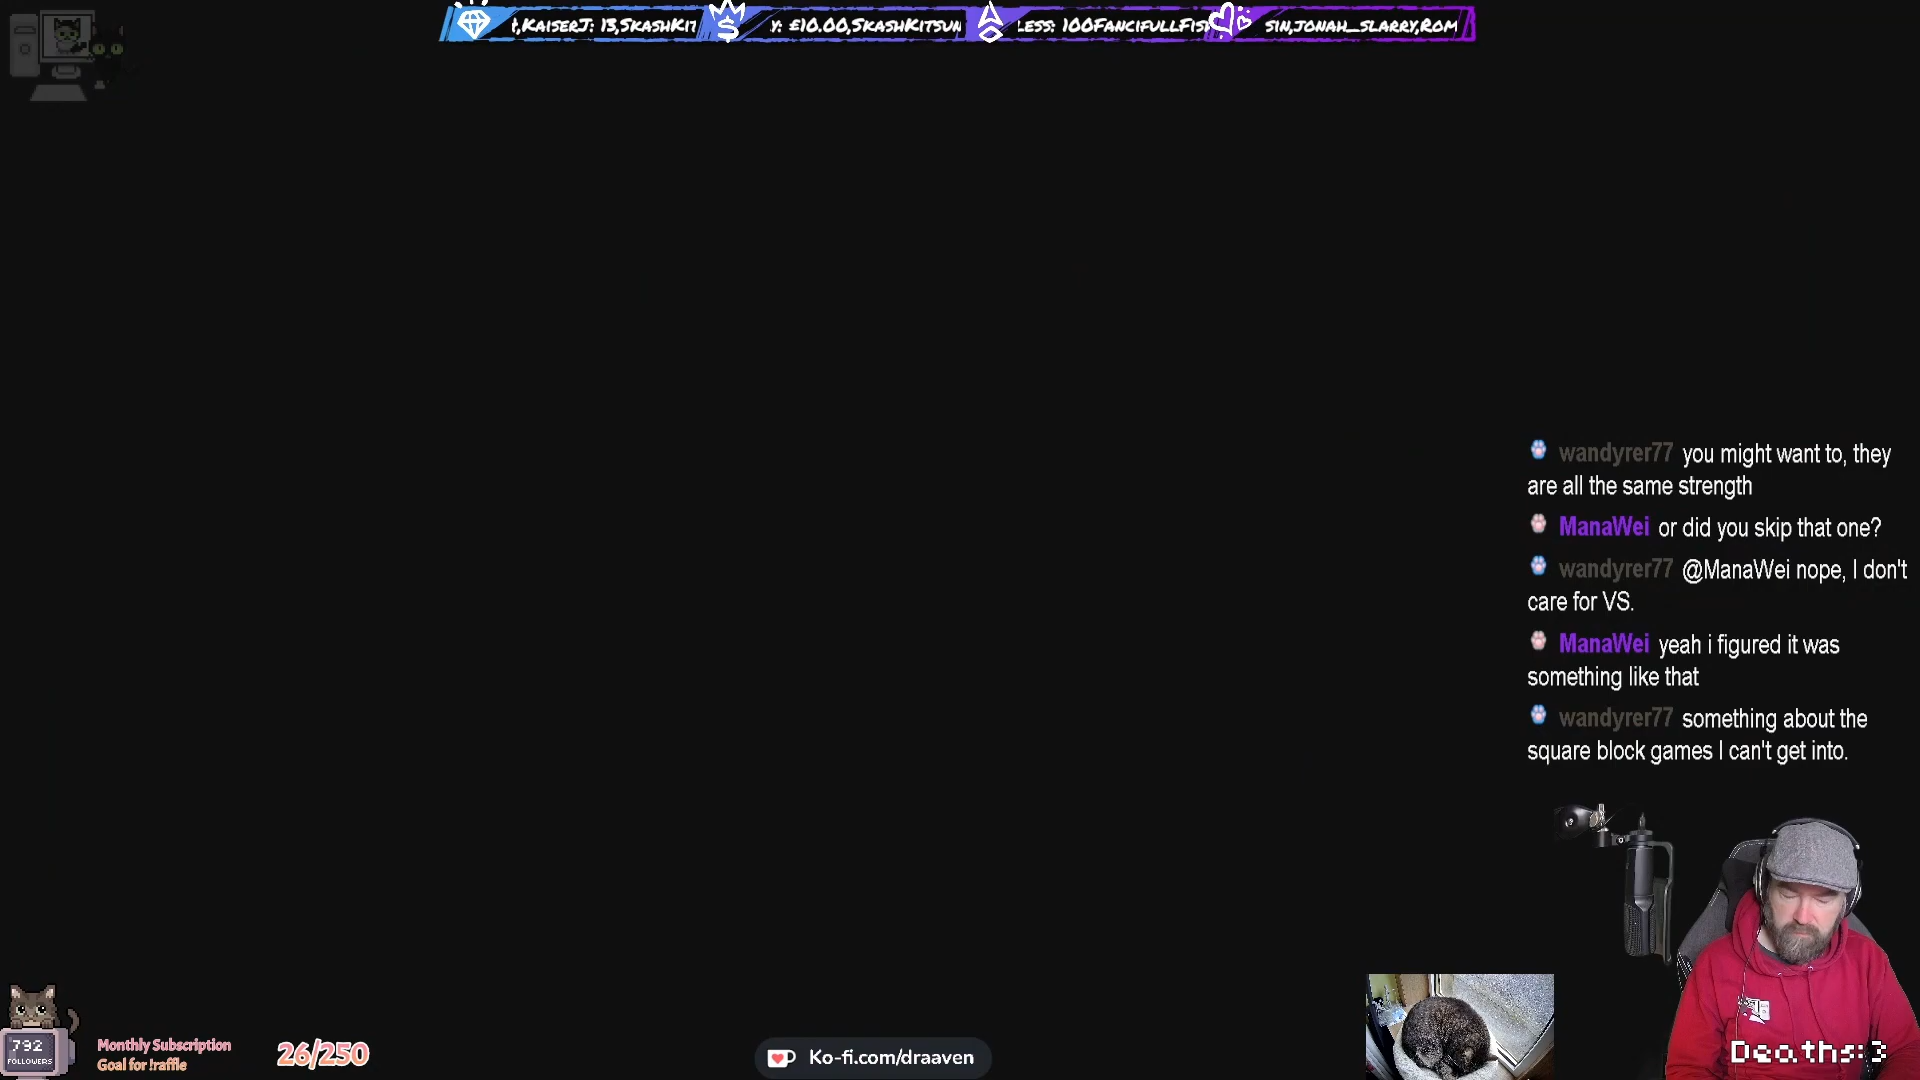 t,KaiserJ: 13,SkashKit
y: £10.00,SkashKitsun
less: 100FancifullFis
sin,jonah_slarry,Rom
wandyrer77 you might want to, they
are all the same strength
ManaWei or did you skip that one?
wandyrer77 @ManaWei nope, I don't
care for VS.
ManaWei yeah i figured it was
something like that
wandyrer77 something about the
square block games I can't get into.
792
FOLLOWERS
Monthly Subscription
Goal for !raffle
26/250
Ko-fi.com/draaven
Deaths:3